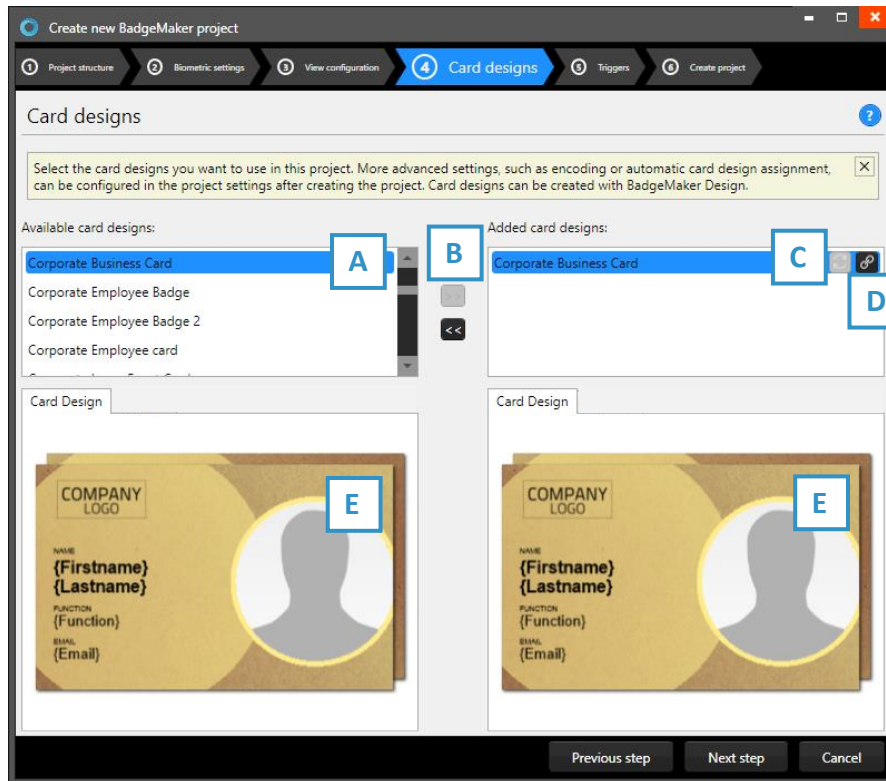 Create new BadgeMaker project
1 Project structure 2 Biometric settings 3 View configuration 4 Card designs 5 Triggers 6 Create project
Card designs
?
Select the card designs you want to use in this project. More advanced settings, such as encoding or automatic card design assignment,
can be configured in the project settings after creating the project. Card designs can be created with BadgeMaker Design.
Available card designs:
Corporate Business Card
Corporate Employee Badge
Corporate Employee Badge 2
Corporate Employee card
A
B
>>
<<
Added card designs:
Corporate Business Card
C
D
Card Design
COMPANY
LOGO
E
NAME
{Firstname}
{Lastname}
FUNCTION
{Function}
EMAIL
{Email}
Card Design
COMPANY
LOGO
E
NAME
{Firstname}
{Lastname}
FUNCTION
{Function}
EMAIL
{Email}
Previous step Next step Cancel